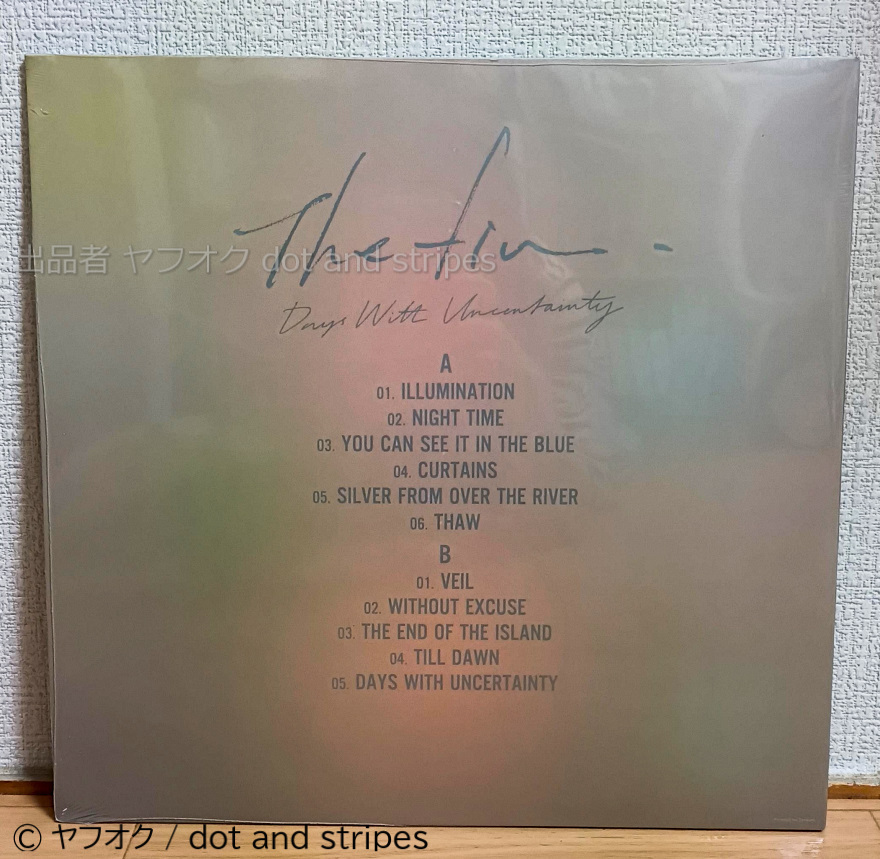 The fin.
出品者 ヤフオク dot and stripes
Days With Uncertainty
A
01. ILLUMINATION
02. NIGHT TIME
03. YOU CAN SEE IT IN THE BLUE
04. CURTAINS
05. SILVER FROM OVER THE RIVER
06. THAW
B
01. VEIL
02. WITHOUT EXCUSE
03. THE END OF THE ISLAND
04. TILL DAWN
05. DAYS WITH UNCERTAINTY
© ヤフオク / dot and stripes